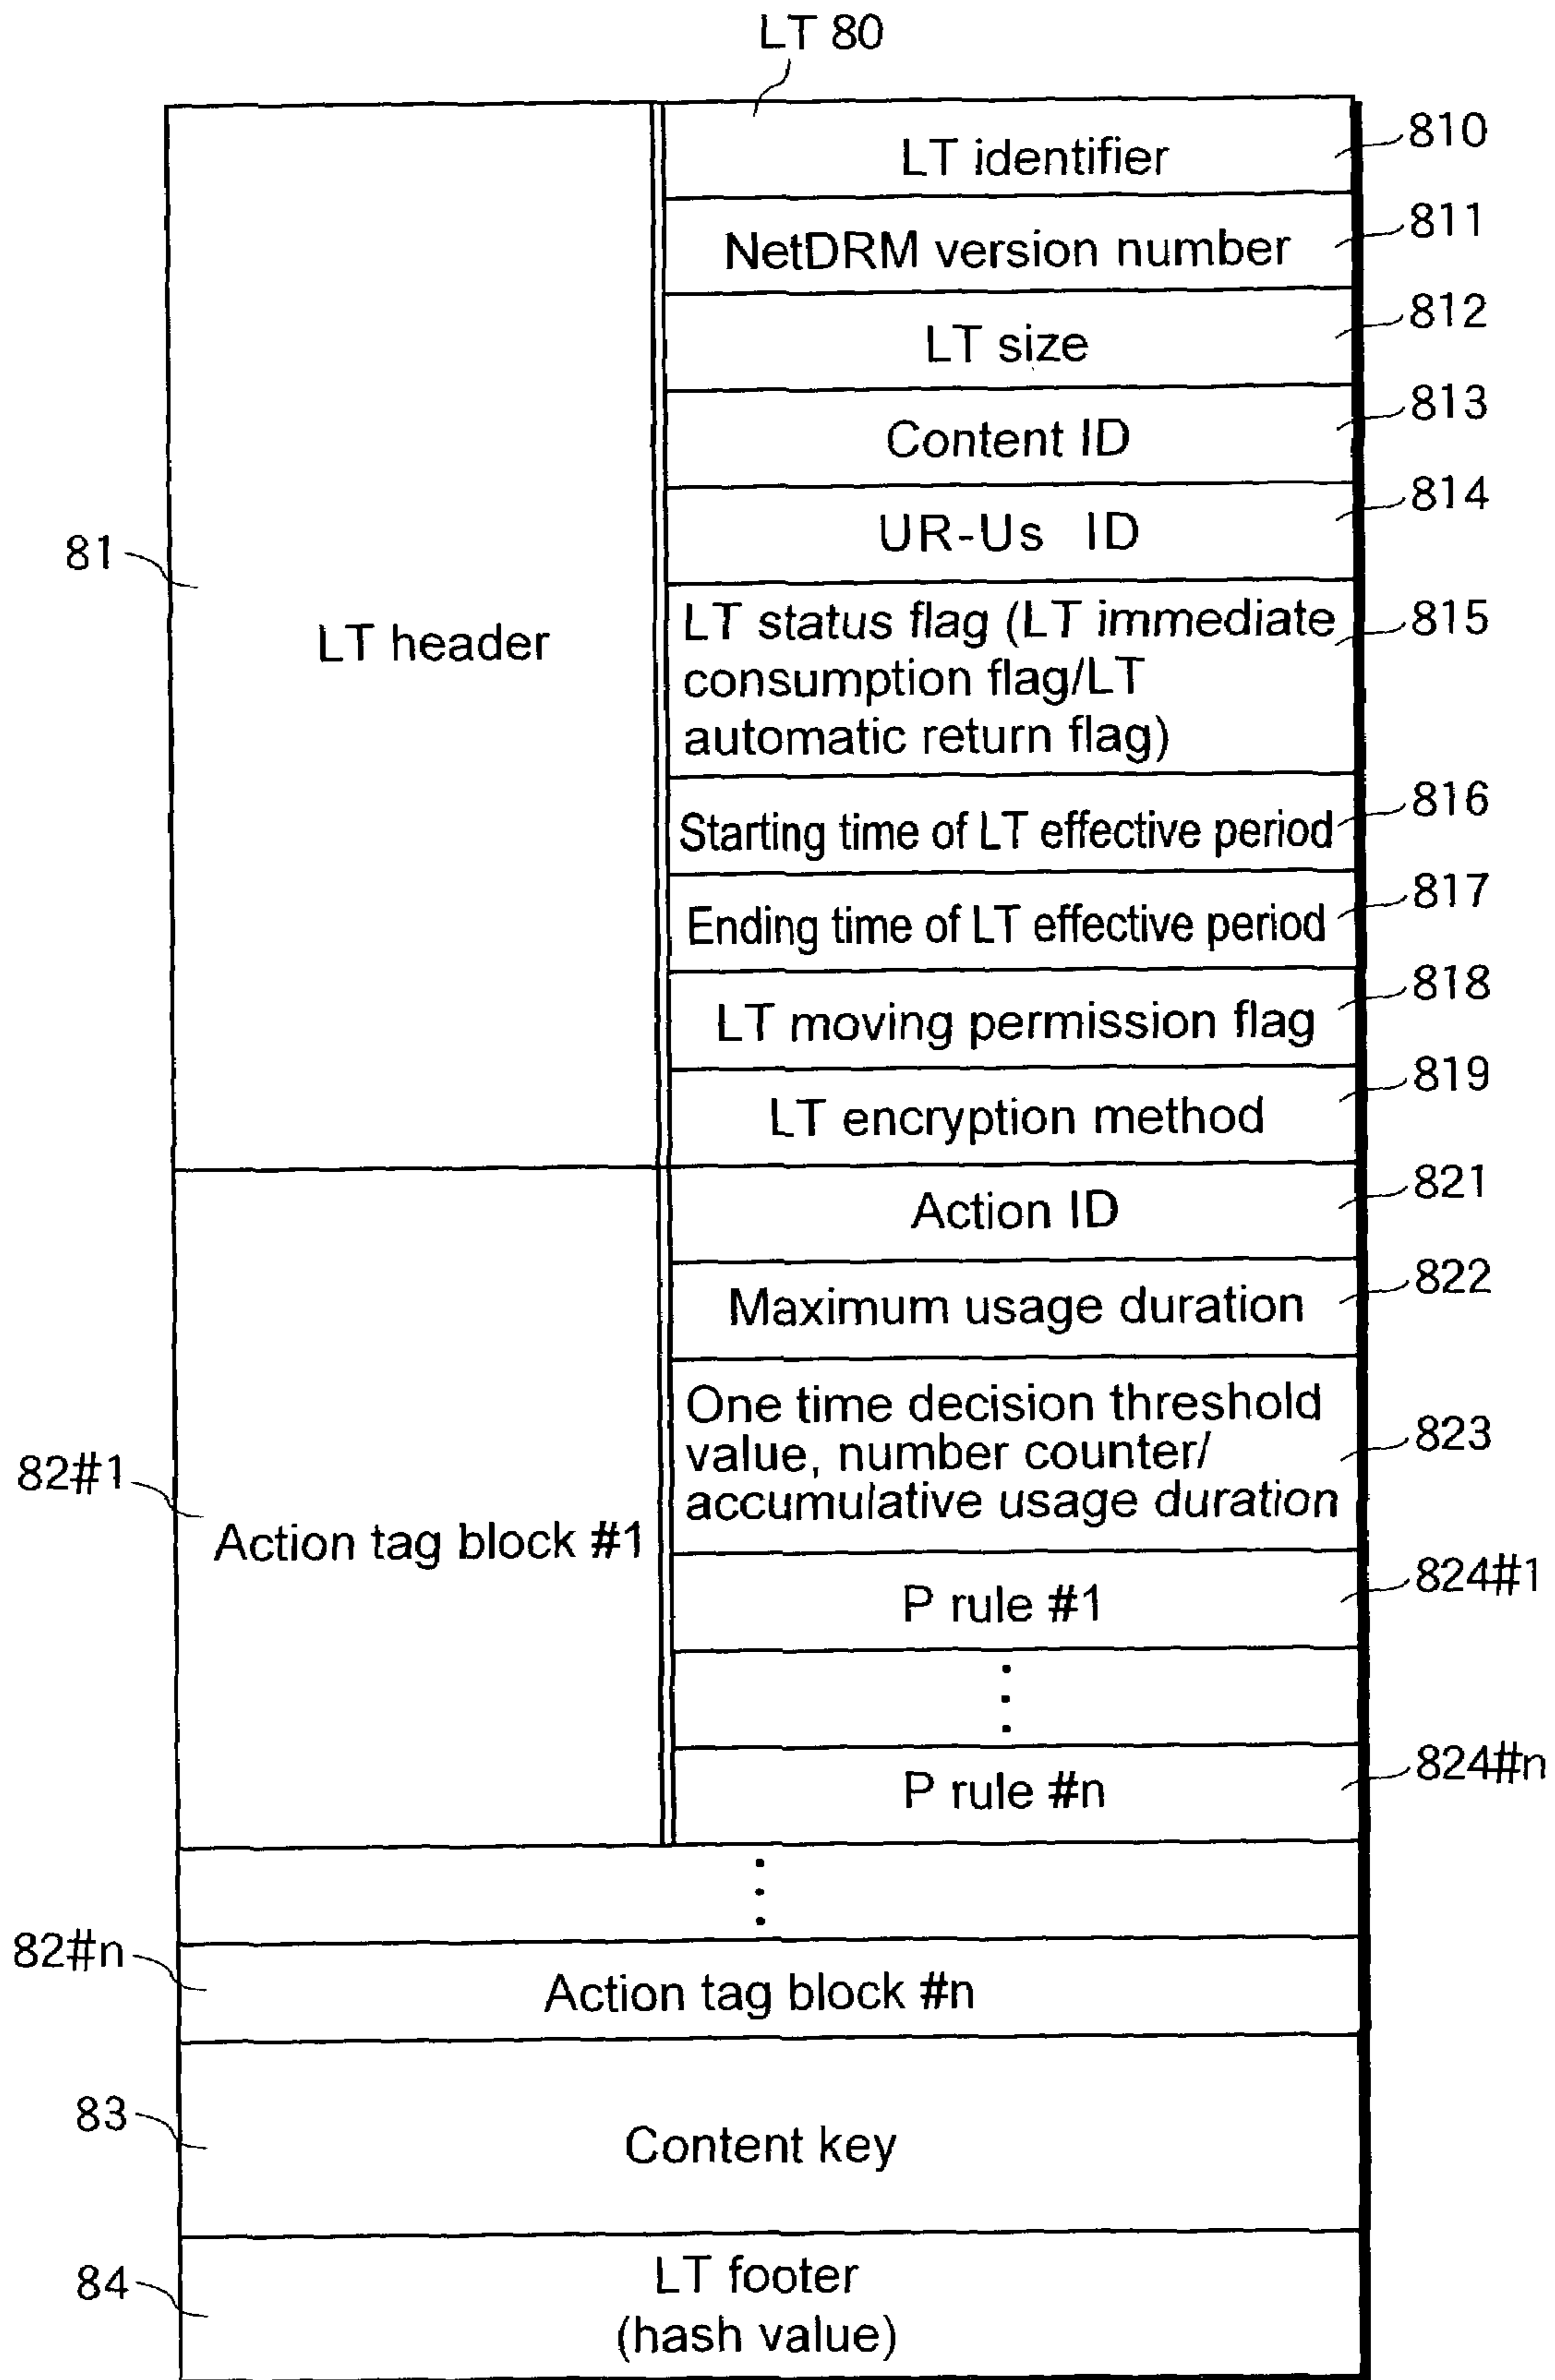 LT 80
LT identifier
810
NetDRM version number
811
LT size
812
Content ID
813
UR-Us ID
814
81
LT header
LT status flag (LT immediate
consumption flag/LT
automatic return flag)
815
Starting time of LT effective period
816
Ending time of LT effective period
817
LT moving permission flag
818
LT encryption method
819
Action ID
821
Maximum usage duration
822
82#1
Action tag block #1
One time decision threshold
value, number counter/
accumulative usage duration
823
P rule #1
824#1
P rule #n
824#n
82#n
Action tag block #n
83
Content key
84
LT footer
(hash value)